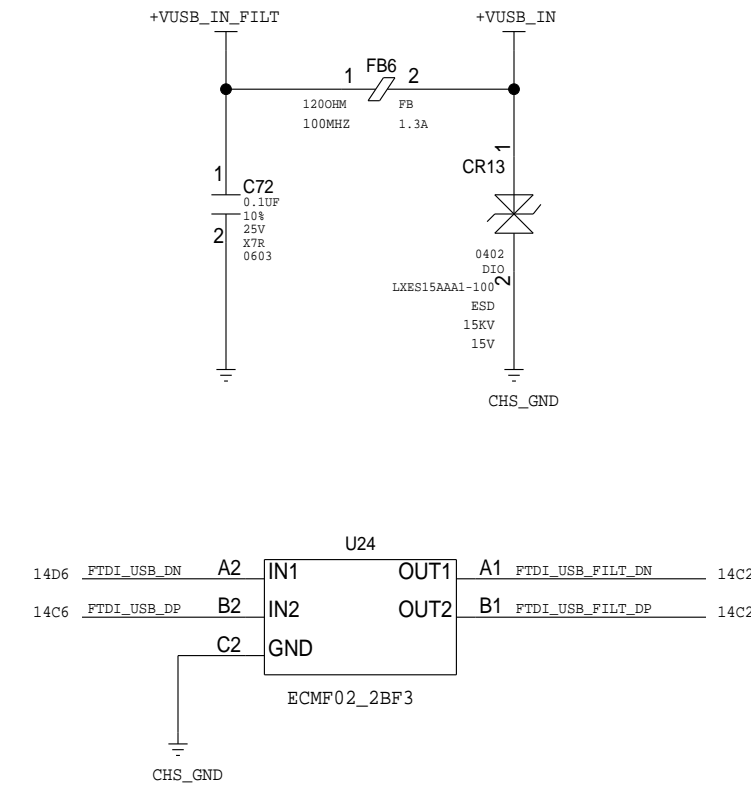 +VUSB_IN_FILT
+VUSB_IN
1 FB6 2
120OHM FB
100MHZ 1.3A
1
C72
0.1UF
10%
25V
X7R
0603
2
1
CR13
0402
DIO
LXES15AAA1-100
2
ESD
15KV
15V
CHS_GND
U24
14D6 FTDI_USB_DN A2 IN1 OUT1 A1 FTDI_USB_FILT_DN 14C2
14C6 FTDI_USB_DP B2 IN2 OUT2 B1 FTDI_USB_FILT_DP 14C2
C2 GND
ECMF02_2BF3
CHS_GND